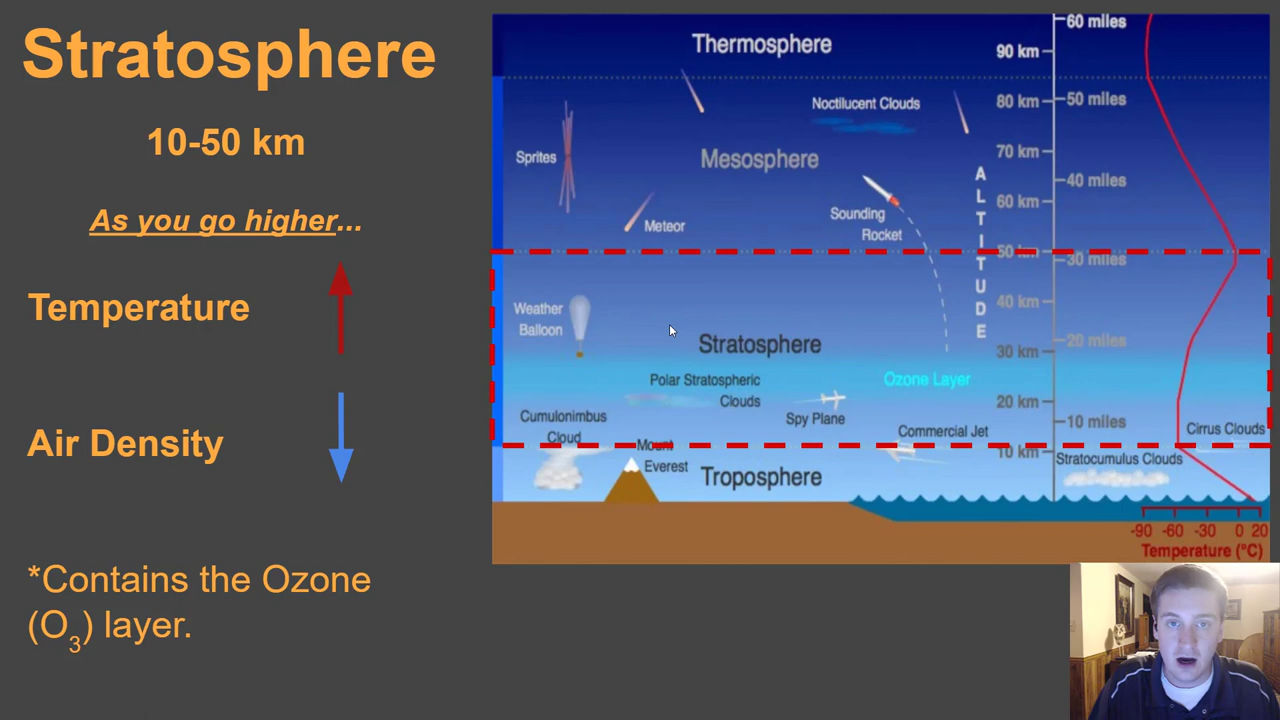 Stratosphere
10-50 km
As you go higher...
Temperature
Air Density
*Contains the Ozone
(O3) layer.
Thermosphere
Noctilucent Clouds
Sprites
Mesosphere
Meteor
Sounding
Rocket
Weather
Balloon
Stratosphere
Ozone Layer
Polar Stratospheric
Clouds
Spy Plane
Cumulonimbus
Cloud
Commercial Jet
Mount
Everest
Troposphere
ALTITUDE
90 km
80 km
70 km
60 km
50 km
40 km
30 km
20 km
10 km
60 miles
50 miles
40 miles
30 miles
20 miles
10 miles
Cirrus Clouds
Stratocumulus Clouds
-90 -60 -30 0 20
Temperature (°C)